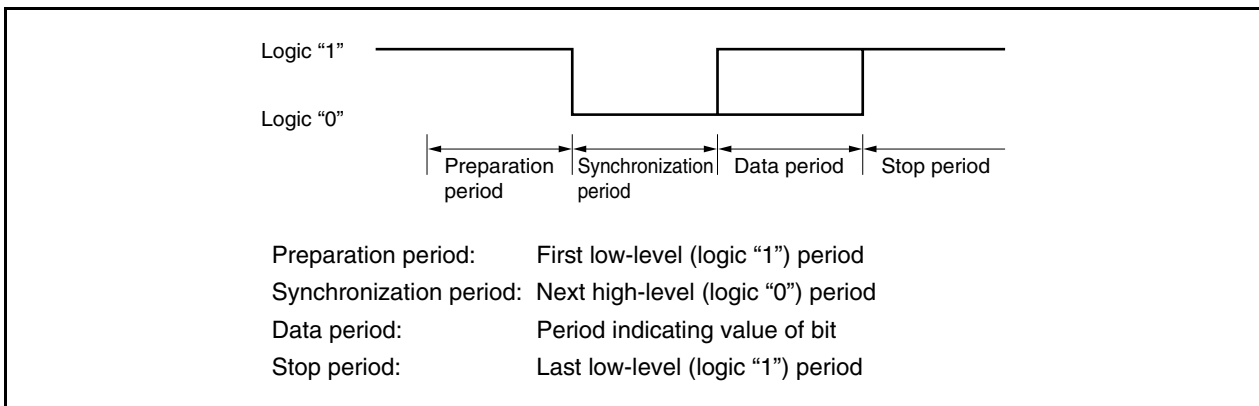 Logic “1”
Logic “0”
Preparation period
Synchronization period
Data period
Stop period
Preparation period: First low-level (logic “1”) period
Synchronization period: Next high-level (logic “0”) period
Data period: Period indicating value of bit
Stop period: Last low-level (logic “1”) period